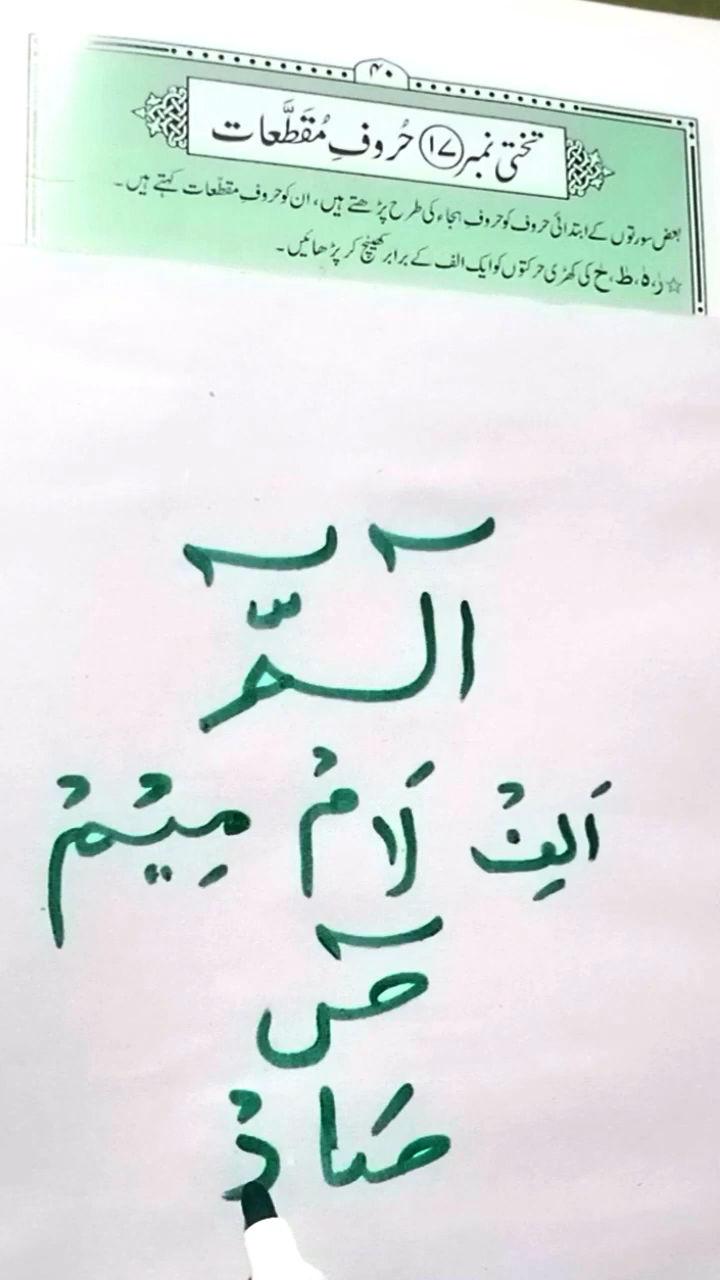 ۴۰
تختی نمبر ۱۷ حُروفِ مُقَطَّعات
بعض سورتوں کے ابتدائی حروف کو حروفِ ہجاء کی طرح پڑھتے ہیں، ان کو حروفِ مقطّعات کہتے ہیں۔
☆ رٰ، ہٰ، طٰ، حٰ کی کھڑی حرکتوں کو ایک الف کے برابر کھینچ کر پڑھائیں۔
الٓمّٓ
اَلِفْ لَامْ مِیْمْ
صٓ
صَادْ